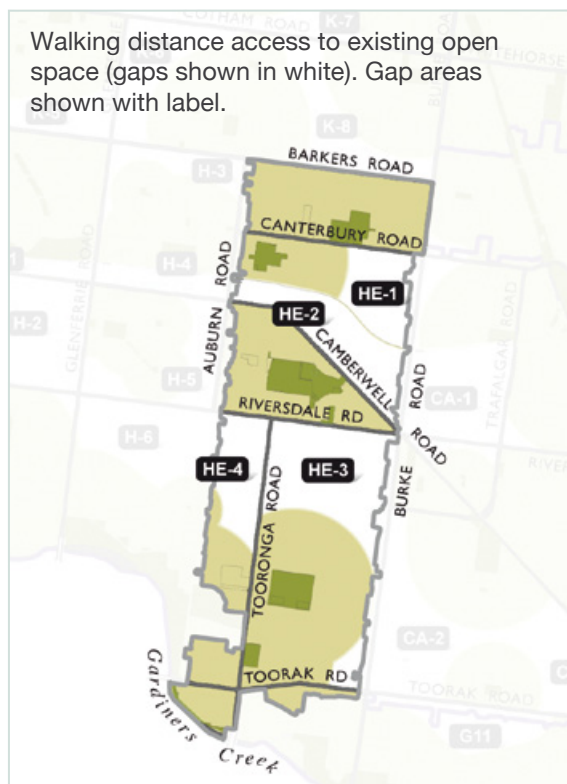 Walking distance access to existing open
space (gaps shown in white). Gap areas
shown with label.
COTHAM ROAD
K-7
K-8
BARKERS ROAD
H-3
CANTERBURY ROAD
H-4
AUBURN ROAD
HE-1
HE-2
H-2
GLENFERRIE ROAD
CAMBERWELL ROAD
TRAFALGAR ROAD
CA-1
H-5
RIVERSDALE RD
H-6
BURKE ROAD
HE-4
HE-3
TOORONGA ROAD
CA-2
TOORAK RD
TOORAK ROAD
Gardiners Creek
G11